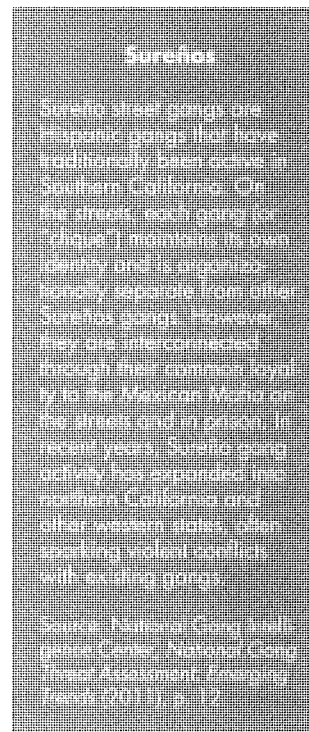 Sureños
Sureño street gangs are
Hispanic gangs that have
traditionally been active in
Southern California. On
the streets, each gang (or
maintains its own
identity and is organiza-
tionally separate from other
Sureños gangs. However,
they are interconnected
through their common loyal-
ty to the Mexican Mafia on
the streets and in prison. In
recent years, Sureño gang
activity has expanded into
northern California and
other western states, often
sparking violent conflicts
with existing gangs.
Source: National Gang Intelli-
gence Center, National Gang
Threat Assessment: Emerging
Trends (2011), p. 12